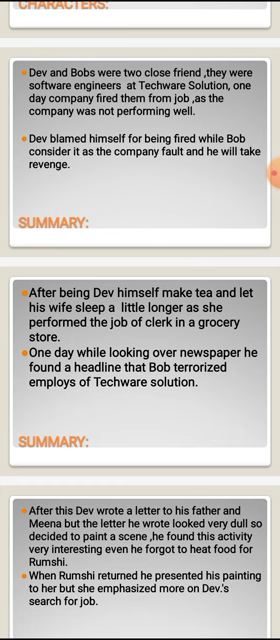 CHARACTERS:
Dev and Bobs were two close friend ,they were
software engineers at Techware Solution, one
day company fired them from job ,as the
company was not performing well.
Dev blamed himself for being fired while Bob
consider it as the company fault and he will take
revenge.
SUMMARY:
After being Dev himself make tea and let
his wife sleep a little longer as she
performed the job of clerk in a grocery
store.
One day while looking over newspaper he
found a headline that Bob terrorized
employs of Techware solution.
SUMMARY:
After this Dev wrote a letter to his father and
Meena but the letter he wrote looked very dull so
decided to paint a scene ,he found this activity
very interesting even he forgot to heat food for
Rumshi.
When Rumshi returned he presented his painting
to her but she emphasized more on Dev.'s
search for job.